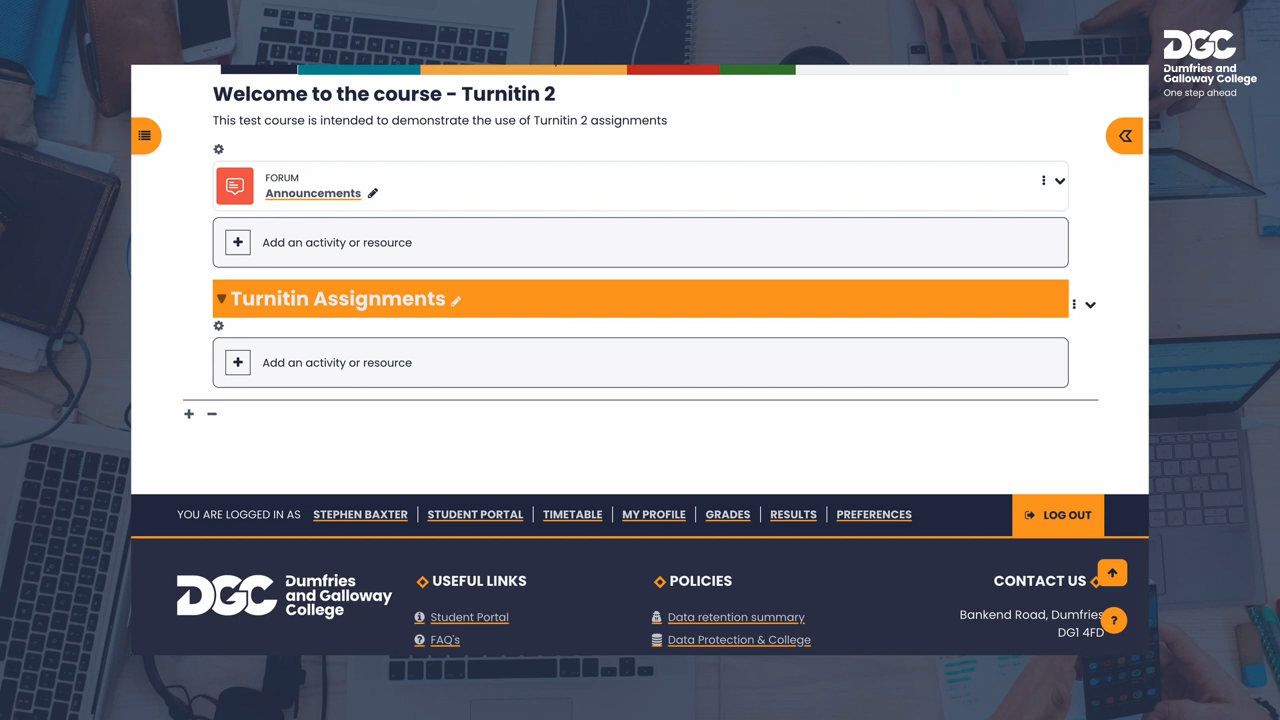 DGC
Dumfries and
Galloway College
One step ahead
Welcome to the course - Turnitin 2
This test course is intended to demonstrate the use of Turnitin 2 assignments
FORUM
Announcements
Add an activity or resource
Turnitin Assignments
Add an activity or resource
YOU ARE LOGGED IN AS STEPHEN BAXTER STUDENT PORTAL TIMETABLE MY PROFILE GRADES RESULTS PREFERENCES LOG OUT
DGC Dumfries
and Galloway
College
USEFUL LINKS
Student Portal
FAQ's
POLICIES
Data retention summary
Data Protection & College
CONTACT US
Bankend Road, Dumfries
DG1 4FD